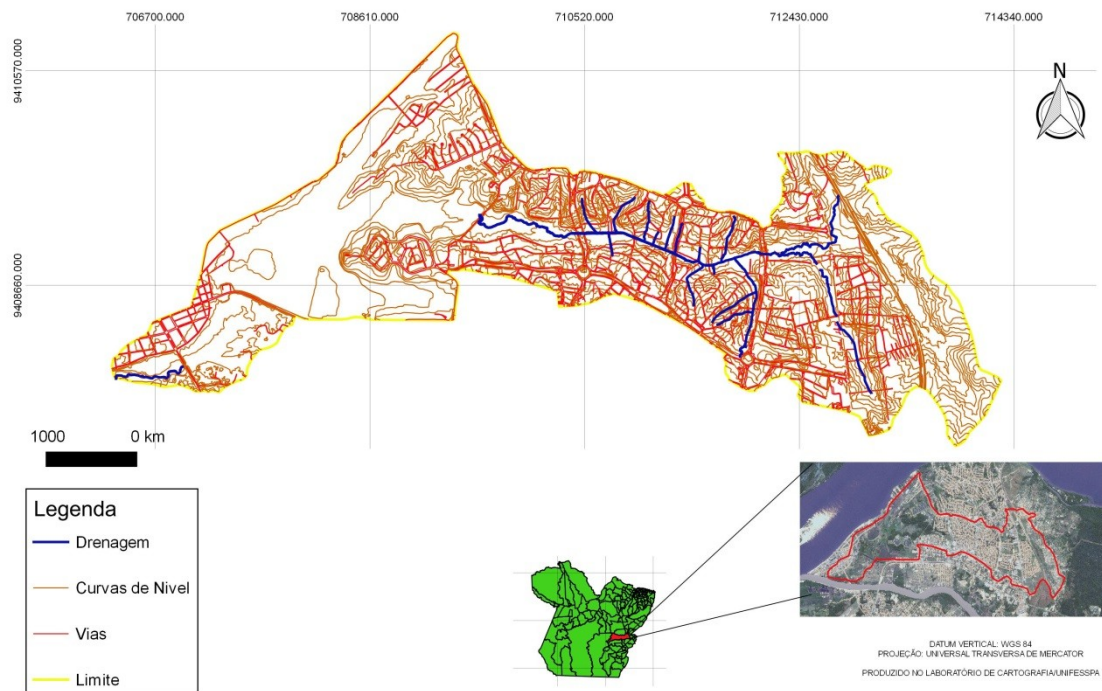 706700.000 708610.000 710520.000 712430.000 714340.000
9410570.000
N
9408660.000
1000 0 km
Legenda
Drenagem
Curvas de Nivel
Vias
Limite
DATUM VERTICAL: WGS 84
PROJEÇÃO: UNIVERSAL TRANSVERSA DE MERCATOR
PRODUZIDO NO LABORATÓRIO DE CARTOGRAFIA/UNIFESSPA